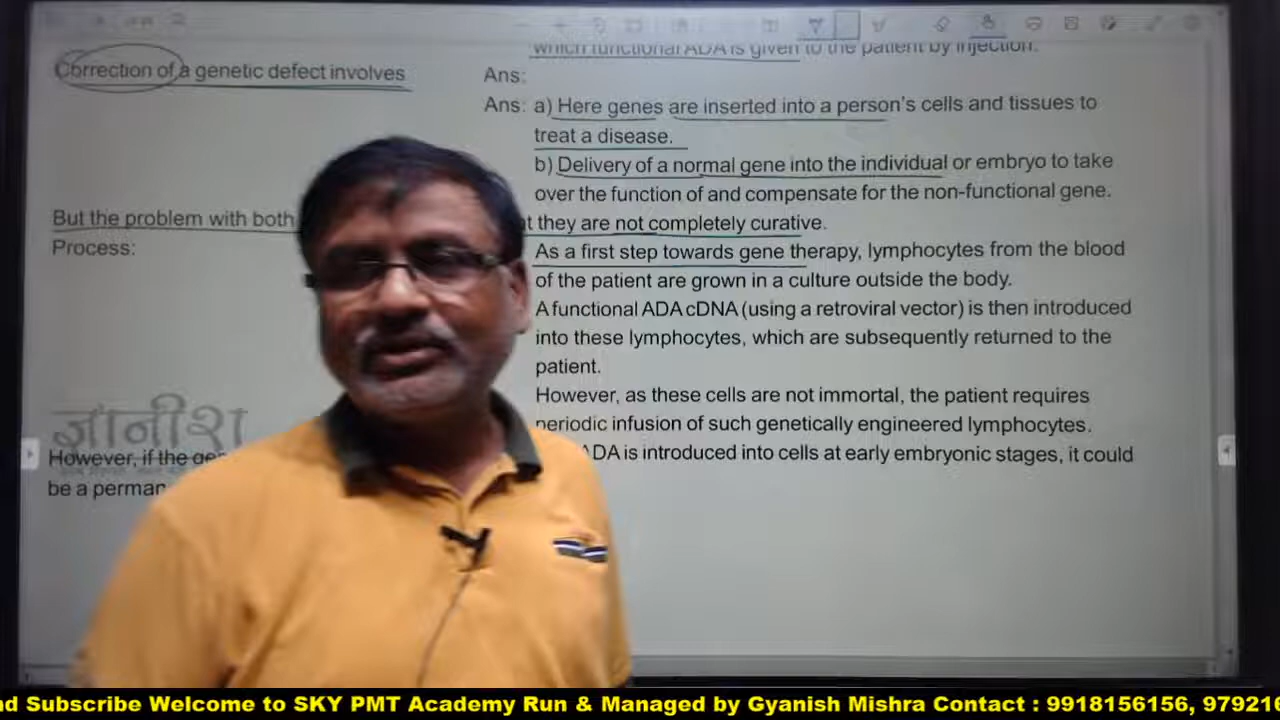 which functional ADA is given to the patient by injection.
Correction of a genetic defect involves
Ans:
Ans: a) Here genes are inserted into a person's cells and tissues to
treat a disease.
b) Delivery of a normal gene into the individual or embryo to take
over the function of and compensate for the non-functional gene.
But the problem with both
they are not completely curative.
Process:
As a first step towards gene therapy, lymphocytes from the blood
of the patient are grown in a culture outside the body.
A functional ADA cDNA (using a retroviral vector) is then introduced
into these lymphocytes, which are subsequently returned to the
patient.
However, as these cells are not immortal, the patient requires
periodic infusion of such genetically engineered lymphocytes.
ज्ञानीश
However, if the
DA is introduced into cells at early embryonic stages, it could
be a perman
nd Subscribe Welcome to SKY PMT Academy Run & Managed by Gyanish Mishra Contact : 9918156156, 979216